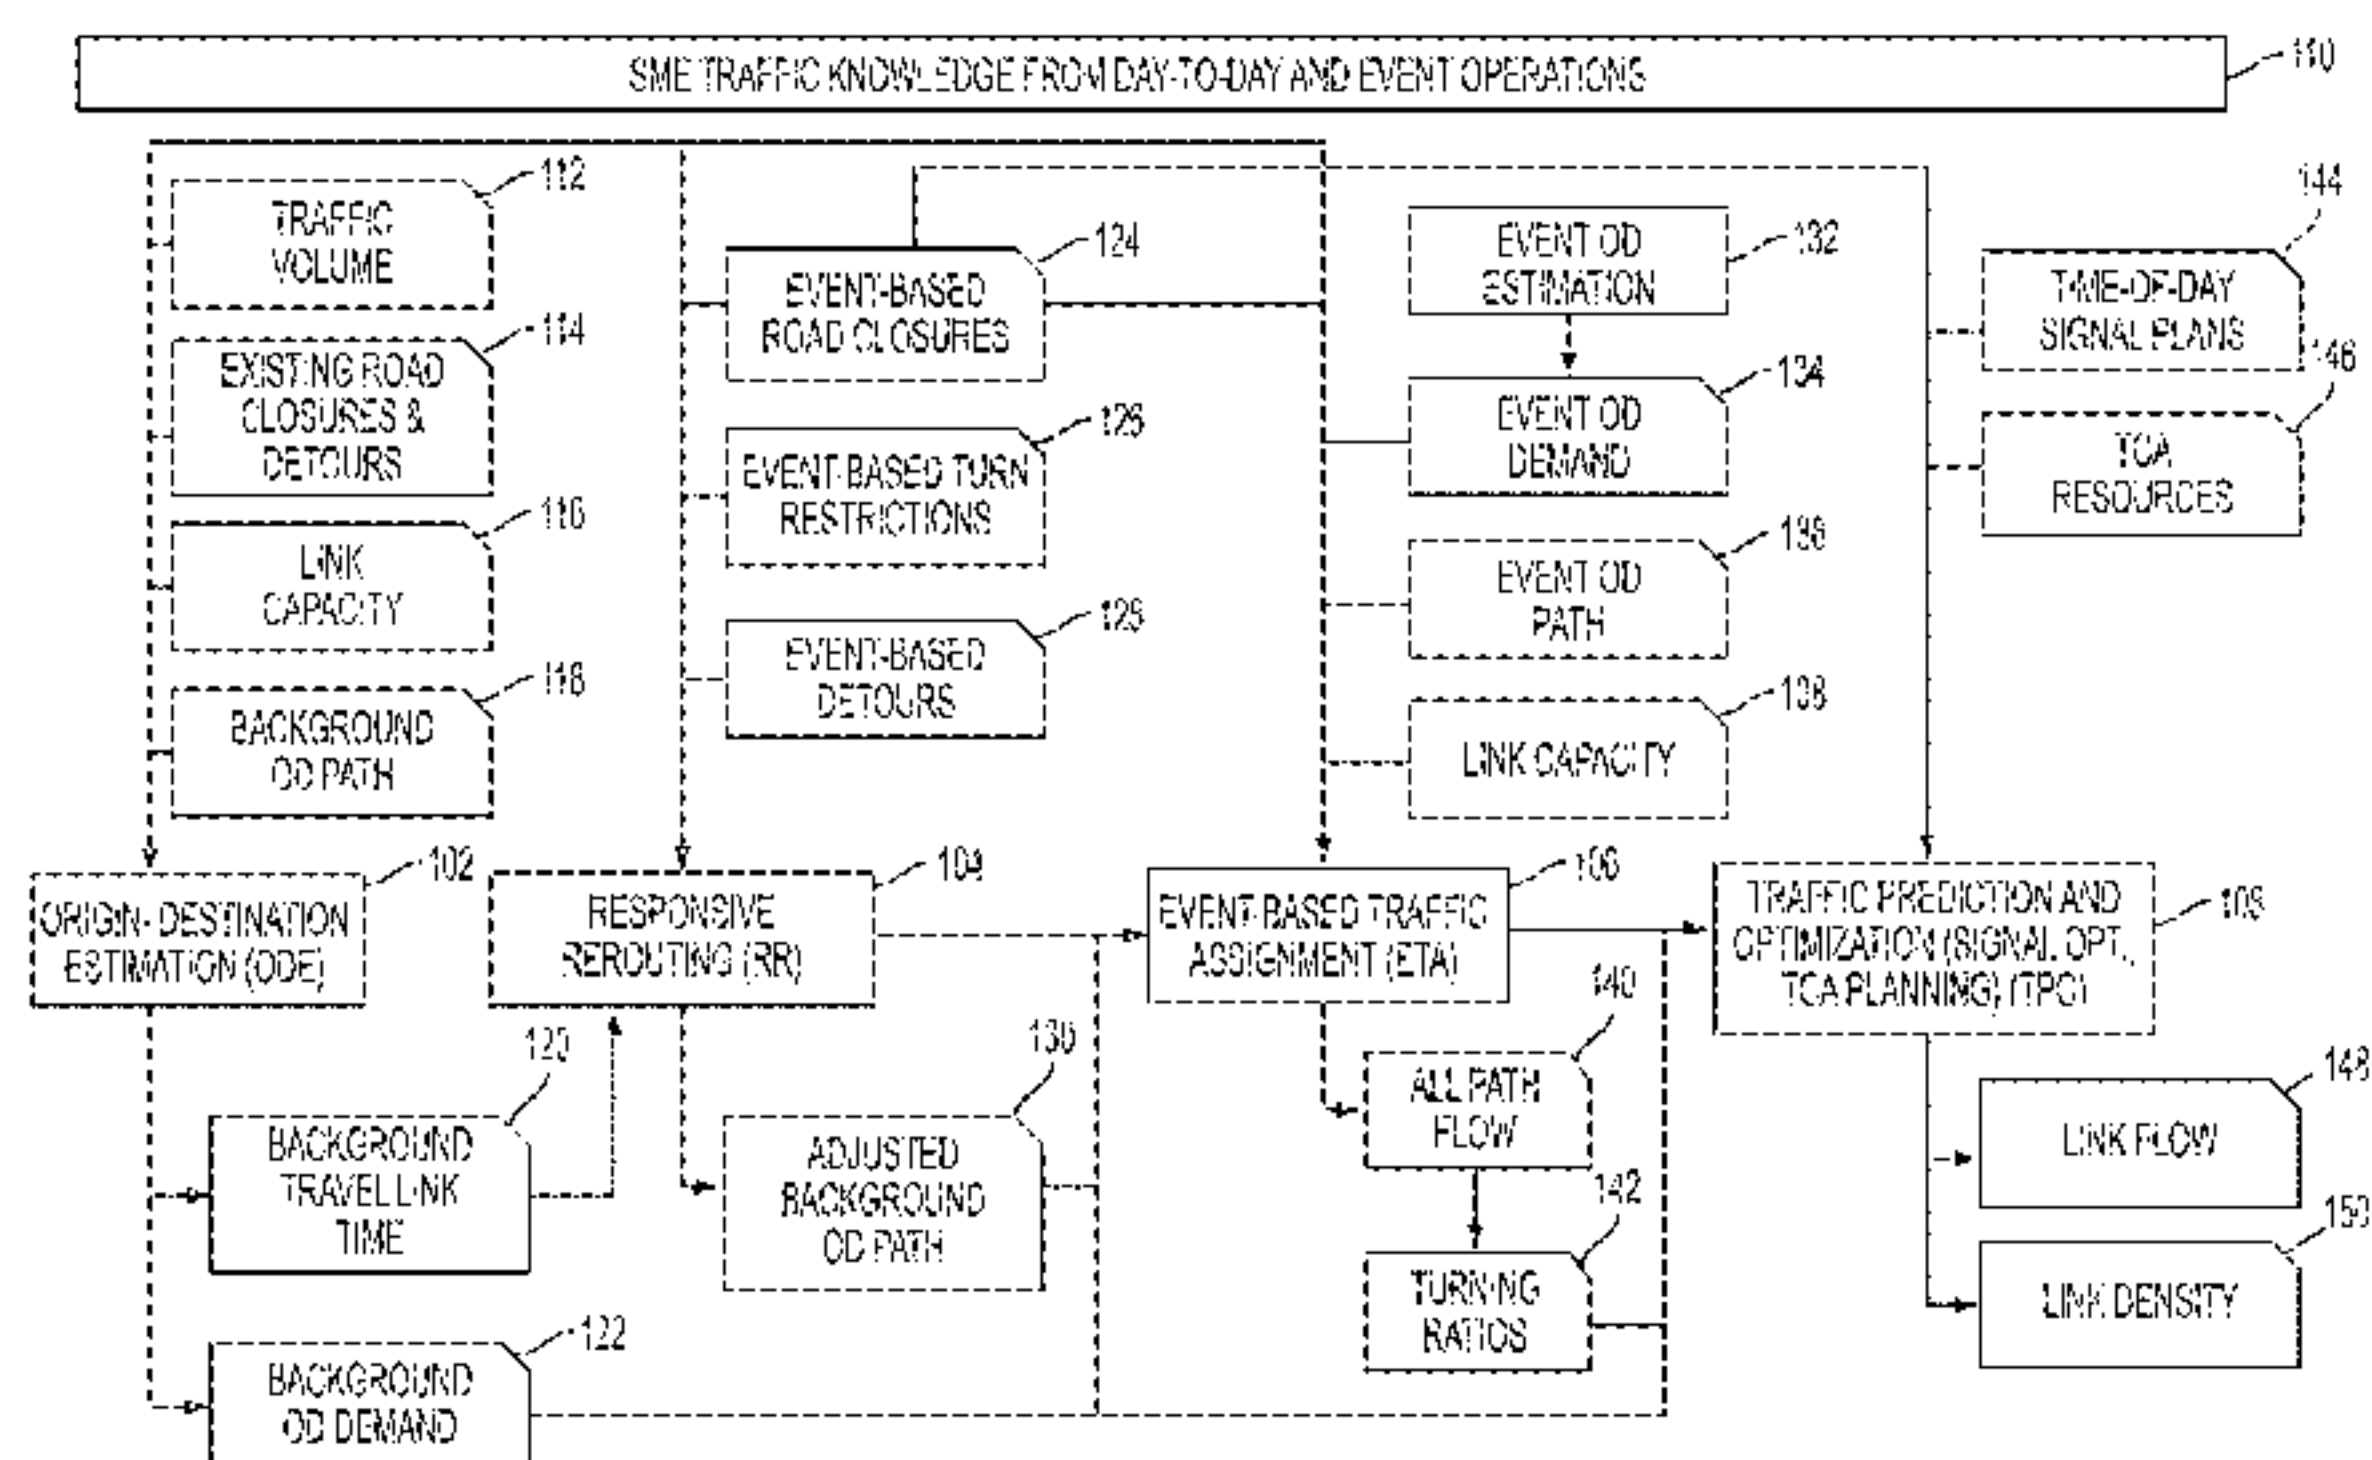 SME TRAFFIC KNOWLEDGE FROM DAY-TO-DAY AND EVENT OPERATIONS
110
112
TRAFFIC
VOLUME
114
EXISTING ROAD
CLOSURES &
DETOURS
116
LINK
CAPACITY
118
BACKGROUND
OD PATH
124
EVENT-BASED
ROAD CLOSURES
126
EVENT-BASED TURN
RESTRICTIONS
128
EVENT-BASED
DETOURS
EVENT OD
ESTIMATION
132
134
EVENT OD
DEMAND
136
EVENT OD
PATH
138
LINK CAPACITY
144
TIME-OF-DAY
SIGNAL PLANS
146
TCA
RESOURCES
102
ORIGIN-DESTINATION
ESTIMATION (ODE)
104
RESPONSIVE
REROUTING (RR)
106
EVENT-BASED TRAFFIC
ASSIGNMENT (ETA)
108
TRAFFIC PREDICTION AND
OPTIMIZATION (SIGNAL OPT.,
TCA PLANNING) (TPO)
120
BACKGROUND
TRAVEL LINK
TIME
122
BACKGROUND
OD DEMAND
130
ADJUSTED
BACKGROUND
OD PATH
140
ALL PATH
FLOW
142
TURNING
RATIOS
148
LINK FLOW
150
LINK DENSITY